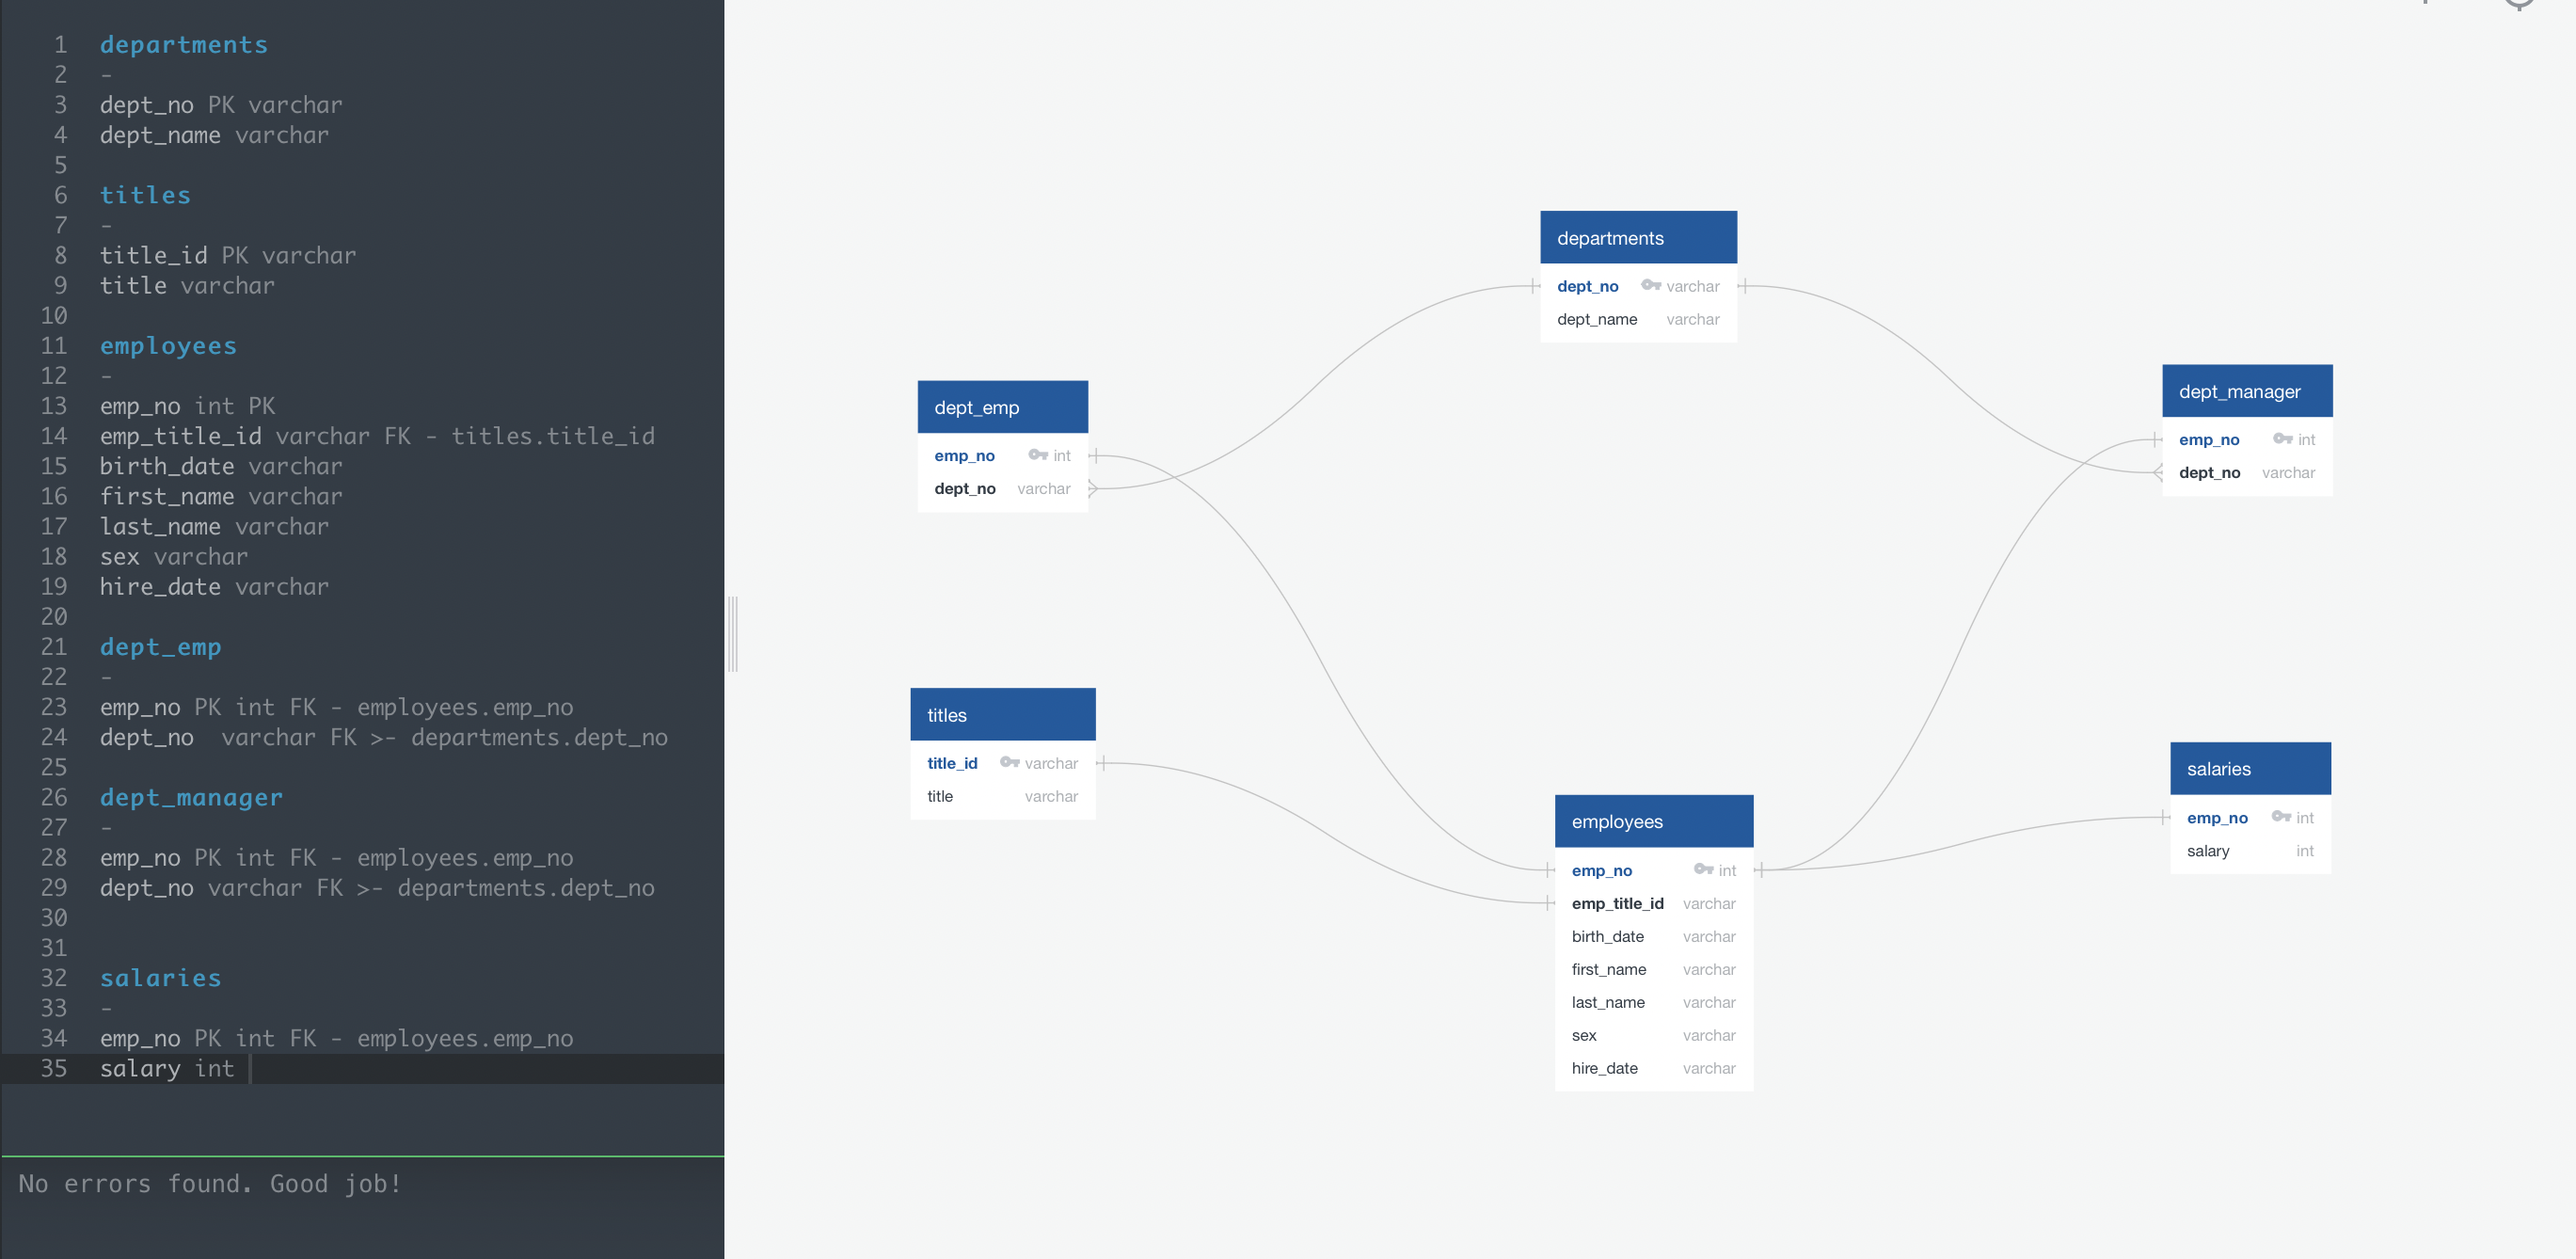 1 departments
2 -
3 dept_no PK varchar
4 dept_name varchar
5
6 titles
7 -
8 title_id PK varchar
9 title varchar
10
11 employees
12 -
13 emp_no int PK
14 emp_title_id varchar FK - titles.title_id
15 birth_date varchar
16 first_name varchar
17 last_name varchar
18 sex varchar
19 hire_date varchar
20
21 dept_emp
22 -
23 emp_no PK int FK - employees.emp_no
24 dept_no  varchar FK >- departments.dept_no
25
26 dept_manager
27 -
28 emp_no PK int FK - employees.emp_no
29 dept_no varchar FK >- departments.dept_no
30
31
32 salaries
33 -
34 emp_no PK int FK - employees.emp_no
35 salary int
No errors found. Good job!
departments
dept_no varchar
dept_name varchar
dept_emp
emp_no int
dept_no varchar
dept_manager
emp_no int
dept_no varchar
titles
title_id varchar
title varchar
employees
emp_no int
emp_title_id varchar
birth_date varchar
first_name varchar
last_name varchar
sex varchar
hire_date varchar
salaries
emp_no int
salary int